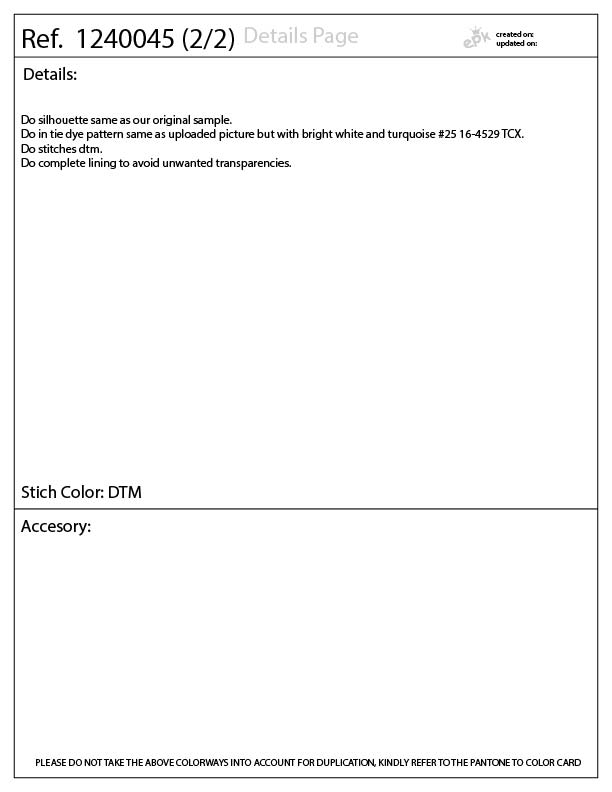 Ref. 1240045 (2/2) Details Page
epk
created on:
updated on:
Details:
Do silhouette same as our original sample.
Do in tie dye pattern same as uploaded picture but with bright white and turquoise #25 16-4529 TCX.
Do stitches dtm.
Do complete lining to avoid unwanted transparencies.
Stich Color: DTM
Accesory:
PLEASE DO NOT TAKE THE ABOVE COLORWAYS INTO ACCOUNT FOR DUPLICATION, KINDLY REFER TO THE PANTONE TO COLOR CARD